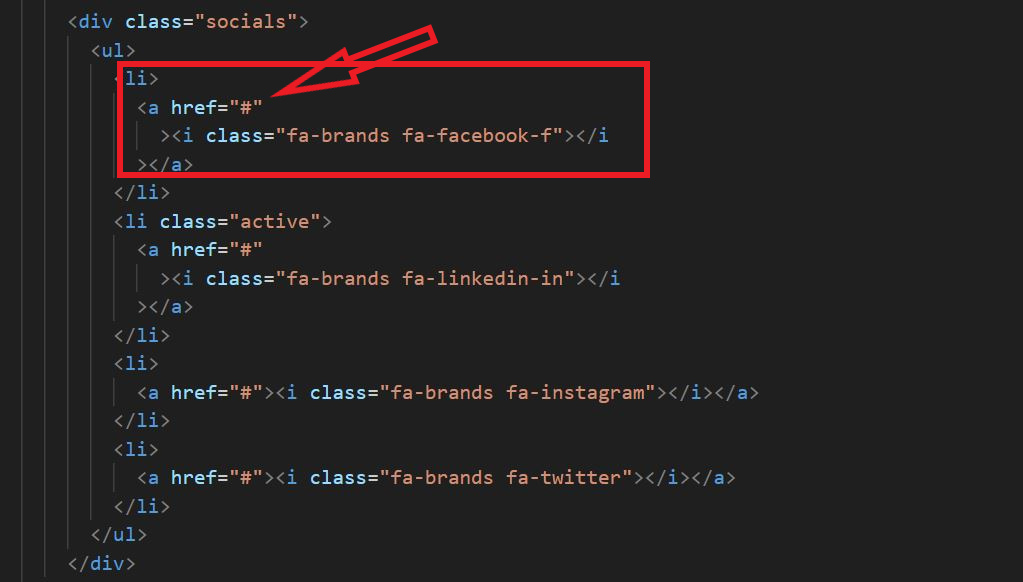 <div class="socials">
<ul>
<li>
<a href="#"
><i class="fa-brands fa-facebook-f"></i
></a>
</li>
<li class="active">
<a href="#"
><i class="fa-brands fa-linkedin-in"></i
></a>
</li>
<li>
<a href="#"><i class="fa-brands fa-instagram"></i></a>
</li>
<li>
<a href="#"><i class="fa-brands fa-twitter"></i></a>
</li>
</ul>
</div>